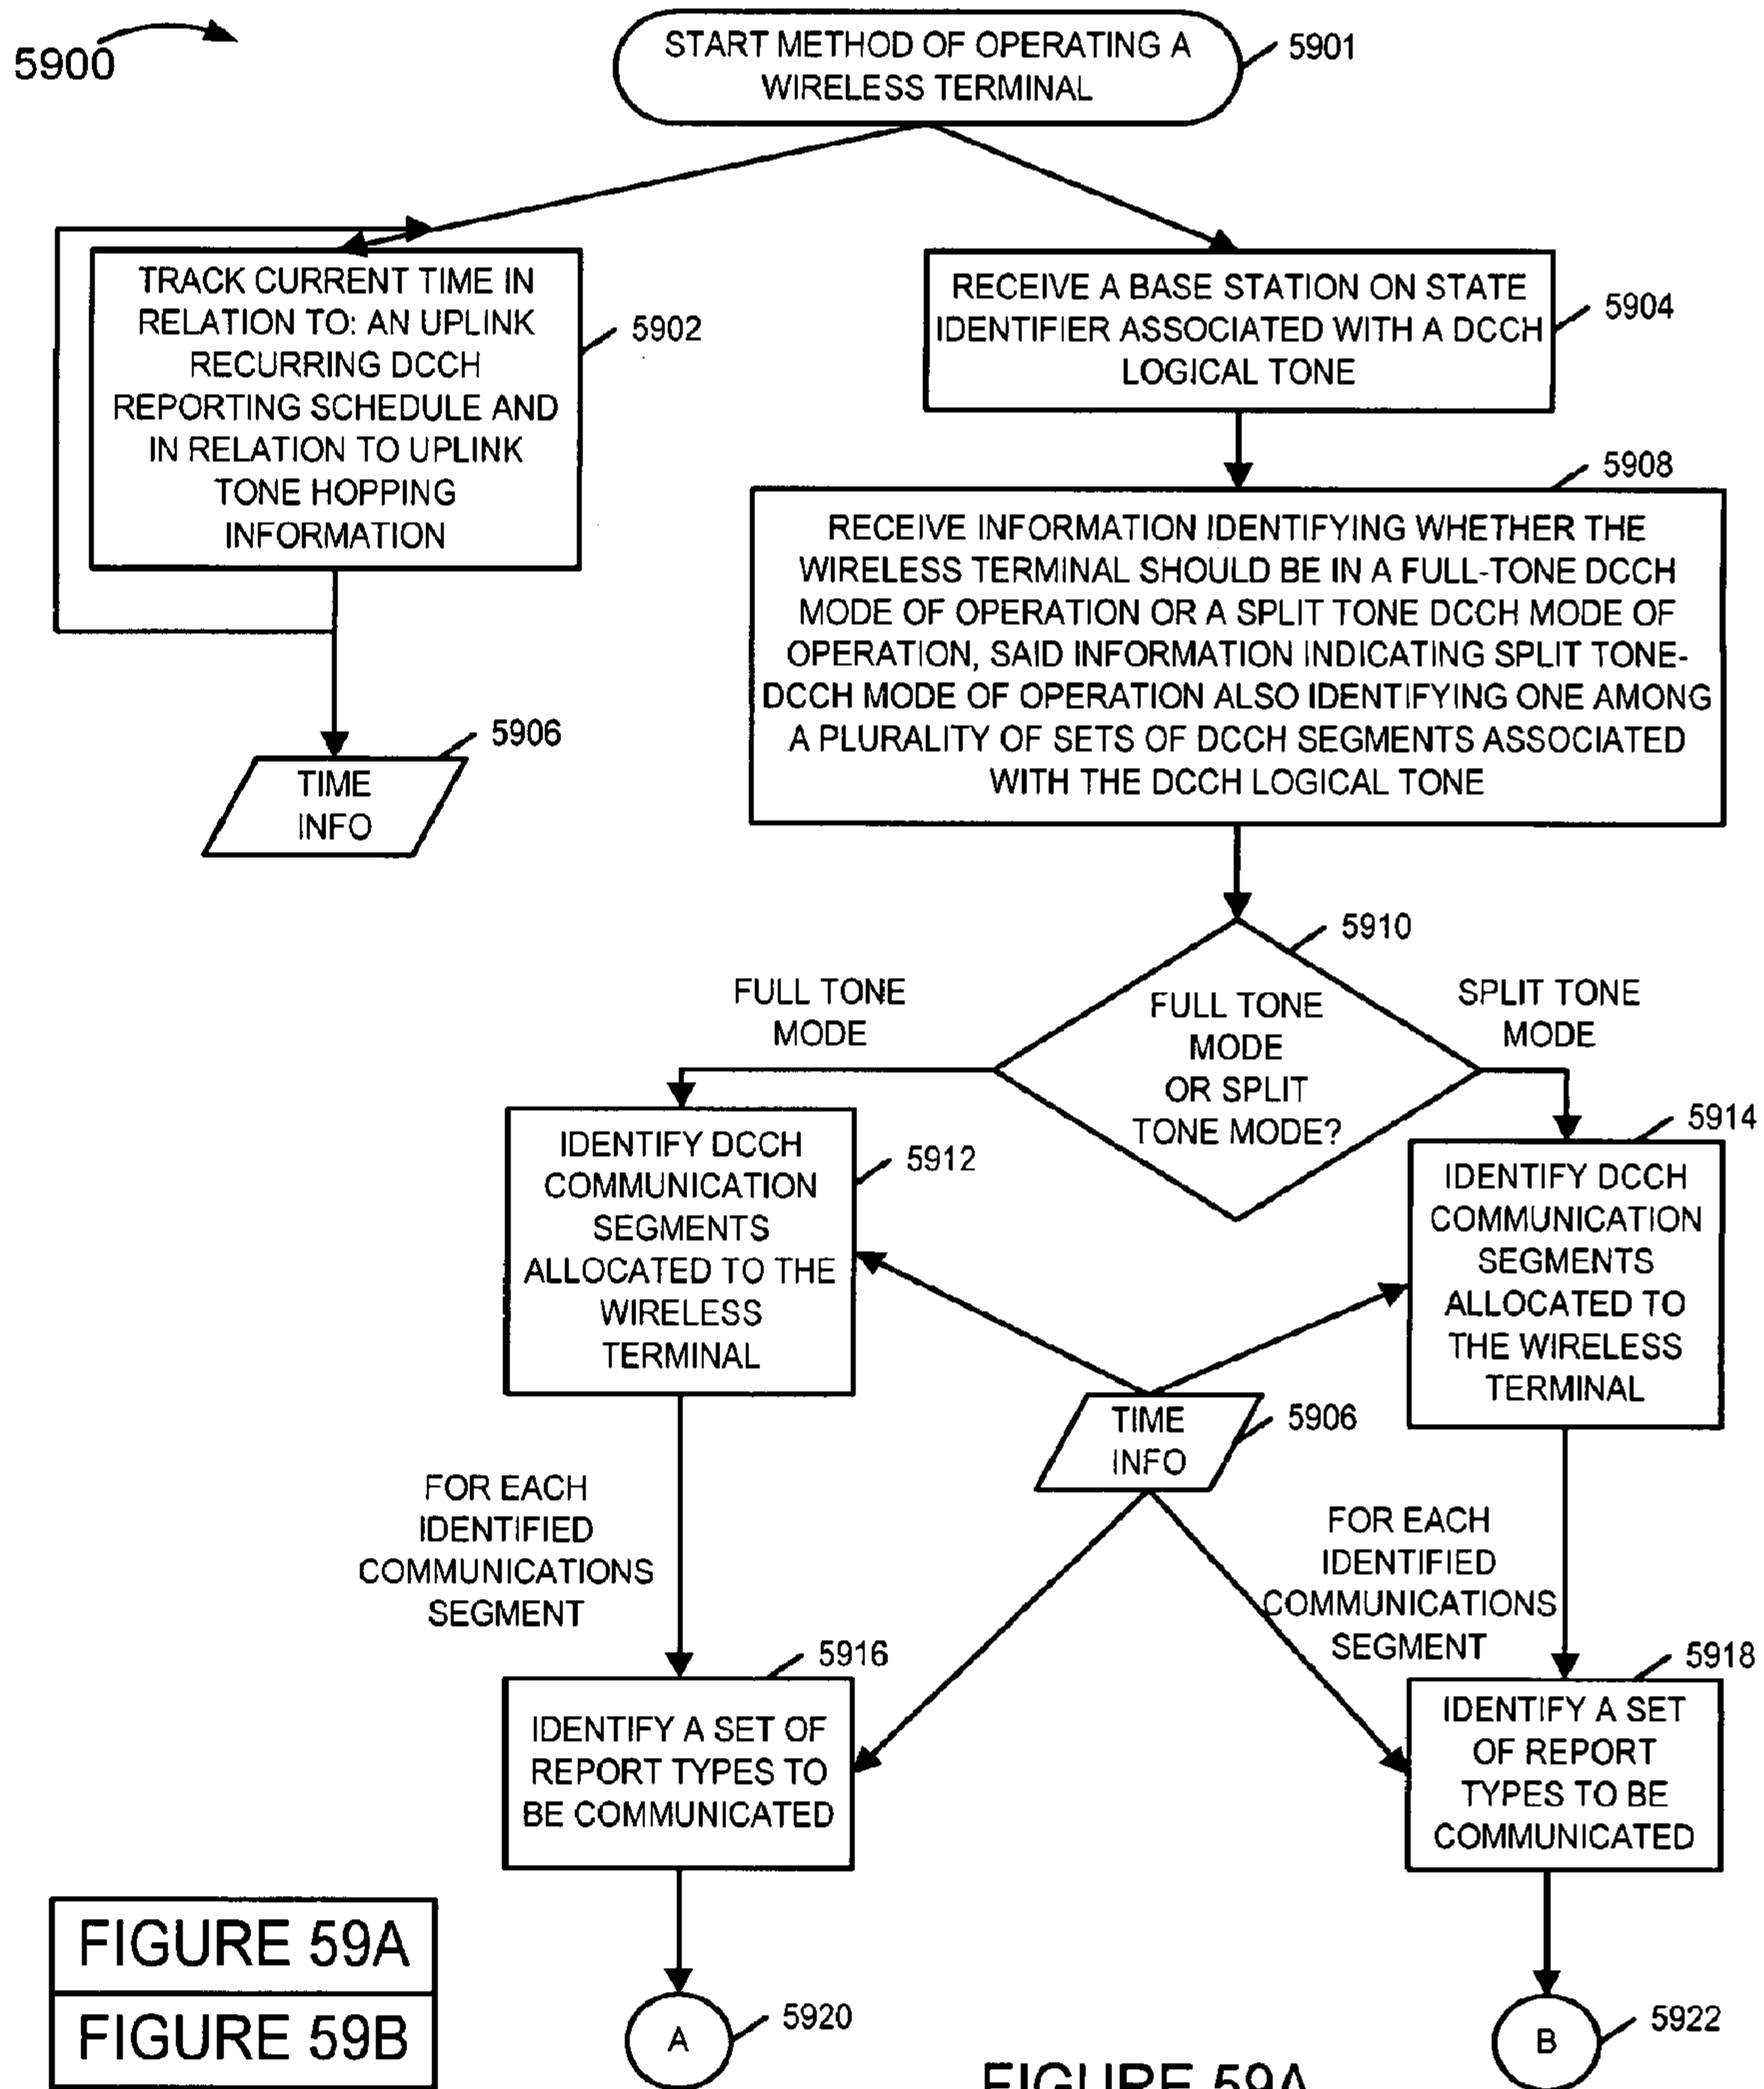 5900
START METHOD OF OPERATING A
WIRELESS TERMINAL
5901
TRACK CURRENT TIME IN
RELATION TO: AN UPLINK
RECURRING DCCH
REPORTING SCHEDULE AND
IN RELATION TO UPLINK
TONE HOPPING
INFORMATION
5902
RECEIVE A BASE STATION ON STATE
IDENTIFIER ASSOCIATED WITH A DCCH
LOGICAL TONE
5904
5908
RECEIVE INFORMATION IDENTIFYING WHETHER THE
WIRELESS TERMINAL SHOULD BE IN A FULL-TONE DCCH
MODE OF OPERATION OR A SPLIT TONE DCCH MODE OF
OPERATION, SAID INFORMATION INDICATING SPLIT TONE-
DCCH MODE OF OPERATION ALSO IDENTIFYING ONE AMONG
A PLURALITY OF SETS OF DCCH SEGMENTS ASSOCIATED
WITH THE DCCH LOGICAL TONE
5906
TIME
INFO
5910
FULL TONE
MODE
FULL TONE
MODE
OR SPLIT
TONE MODE?
SPLIT TONE
MODE
IDENTIFY DCCH
COMMUNICATION
SEGMENTS
ALLOCATED TO THE
WIRELESS
TERMINAL
5912
5914
IDENTIFY DCCH
COMMUNICATION
SEGMENTS
ALLOCATED TO
THE WIRELESS
TERMINAL
TIME
INFO
5906
FOR EACH
IDENTIFIED
COMMUNICATIONS
SEGMENT
FOR EACH
IDENTIFIED
COMMUNICATIONS
SEGMENT
5916
IDENTIFY A SET OF
REPORT TYPES TO
BE COMMUNICATED
5918
IDENTIFY A SET
OF REPORT
TYPES TO BE
COMMUNICATED
FIGURE 59A
FIGURE 59B
A
5920
B
5922
FIGURE 59A